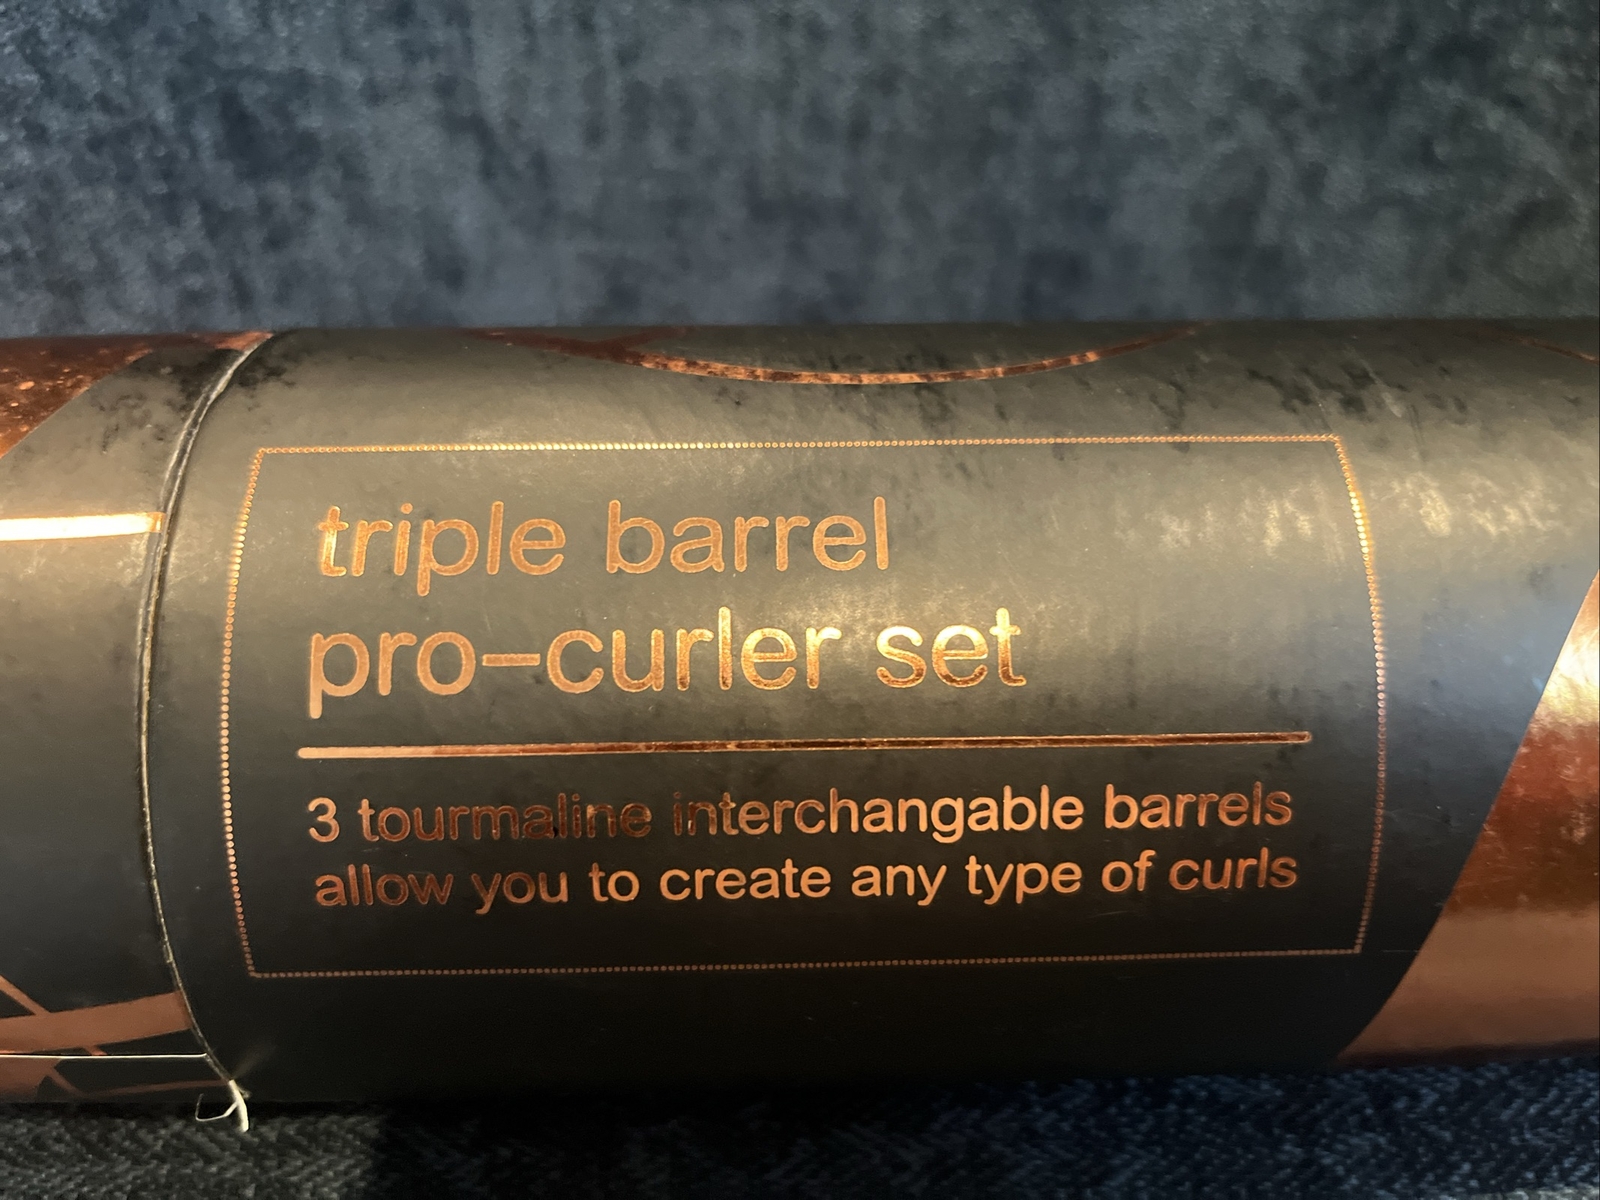 triple barrel
pro-curler set
3 tourmaline interchangable barrels
allow you to create any type of curls